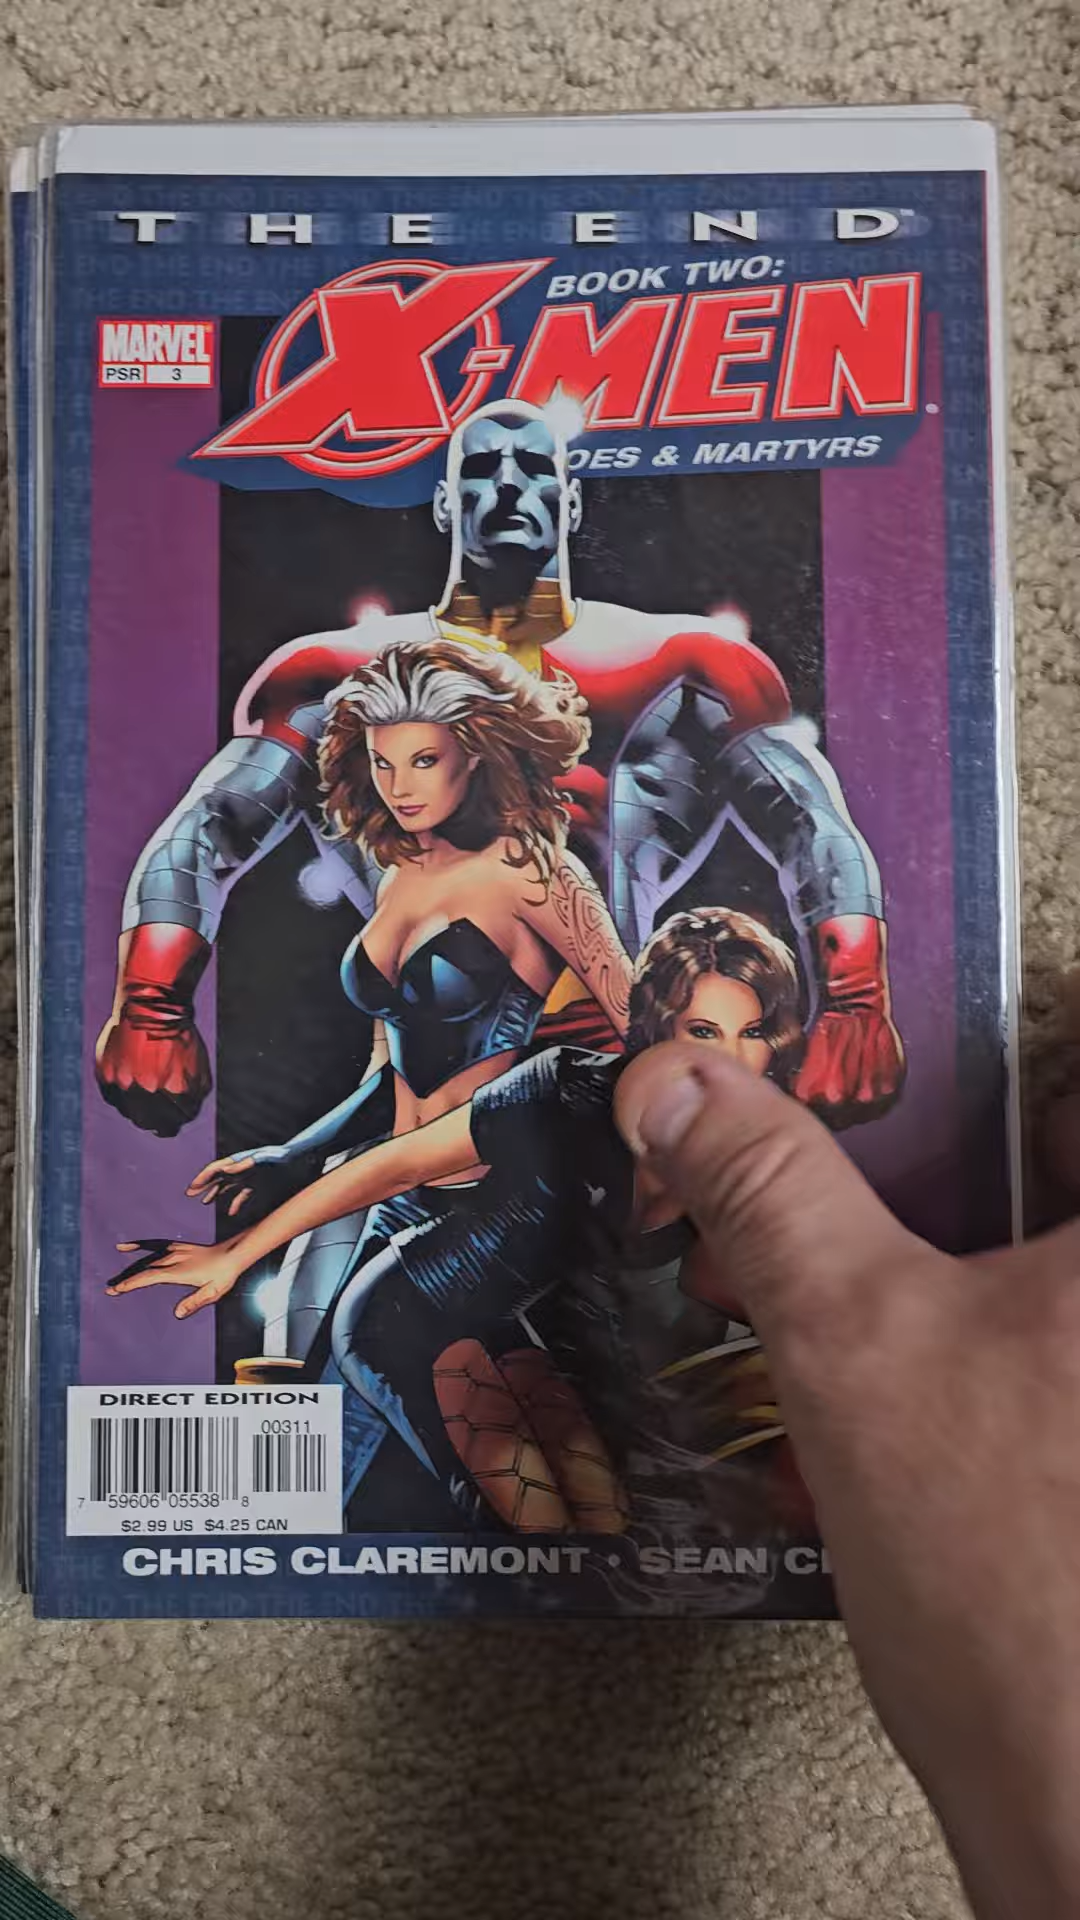 THE END
BOOK TWO:
X-MEN
MARVEL
PSR 3
OES & MARTYRS
DIRECT EDITION
00311
7 59606 05538 8
$2.99 US $4.25 CAN
CHRIS CLAREMONT • SEAN C